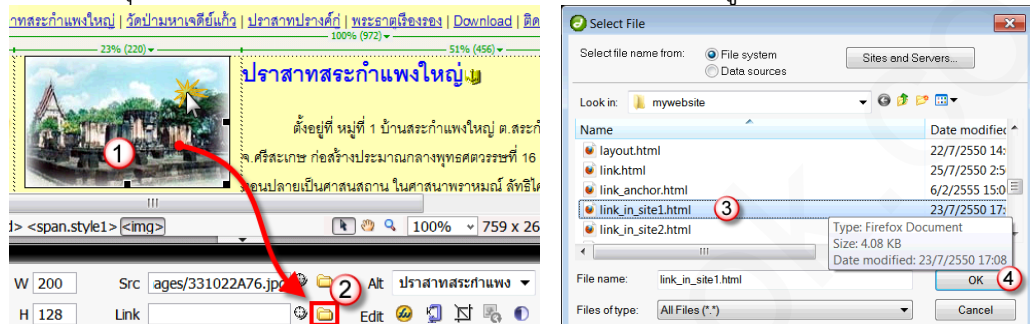 าทสระกำแพงใหญ่ | วัดป่ามหาเจดีย์แก้ว | ปราสาทปรางค์กู่ | พระธาตุเรืองรอง | Download | ติด
100% (972)
23% (220)
51% (456)
ปราสาทสระกำแพงใหญ่
ตั้งอยู่ที่ หมู่ที่ 1 บ้านสระกำแพงใหญ่ ต.สระก
จ.ศรีสะเกษ ก่อสร้างประมาณกลางพุทธศตวรรษที่ 16
ตอนปลายเป็นศาสนสถาน ในศาสนาพราหมณ์ ลัทธิไศ
1
d> <span.style1> <img>
100%
759 x 26
W 200
Src ages/331022A76.jpg
2
Alt ปราสาทสระกำแพง
H 128
Link
Edit
Select File
Select file name from:
File system
Data sources
Sites and Servers...
Look in:
mywebsite
Name
Date modified
layout.html
22/7/2550 14:
link.html
25/7/2550 2:5
link_anchor.html
6/2/2555 15:0
link_in_site1.html
3
23/7/2550 17:
link_in_site2.html
Type: Firefox Document
Size: 4.08 KB
Date modified: 23/7/2550 17:08
File name:
link_in_site1.html
OK
4
Files of type:
All Files (*.*)
Cancel